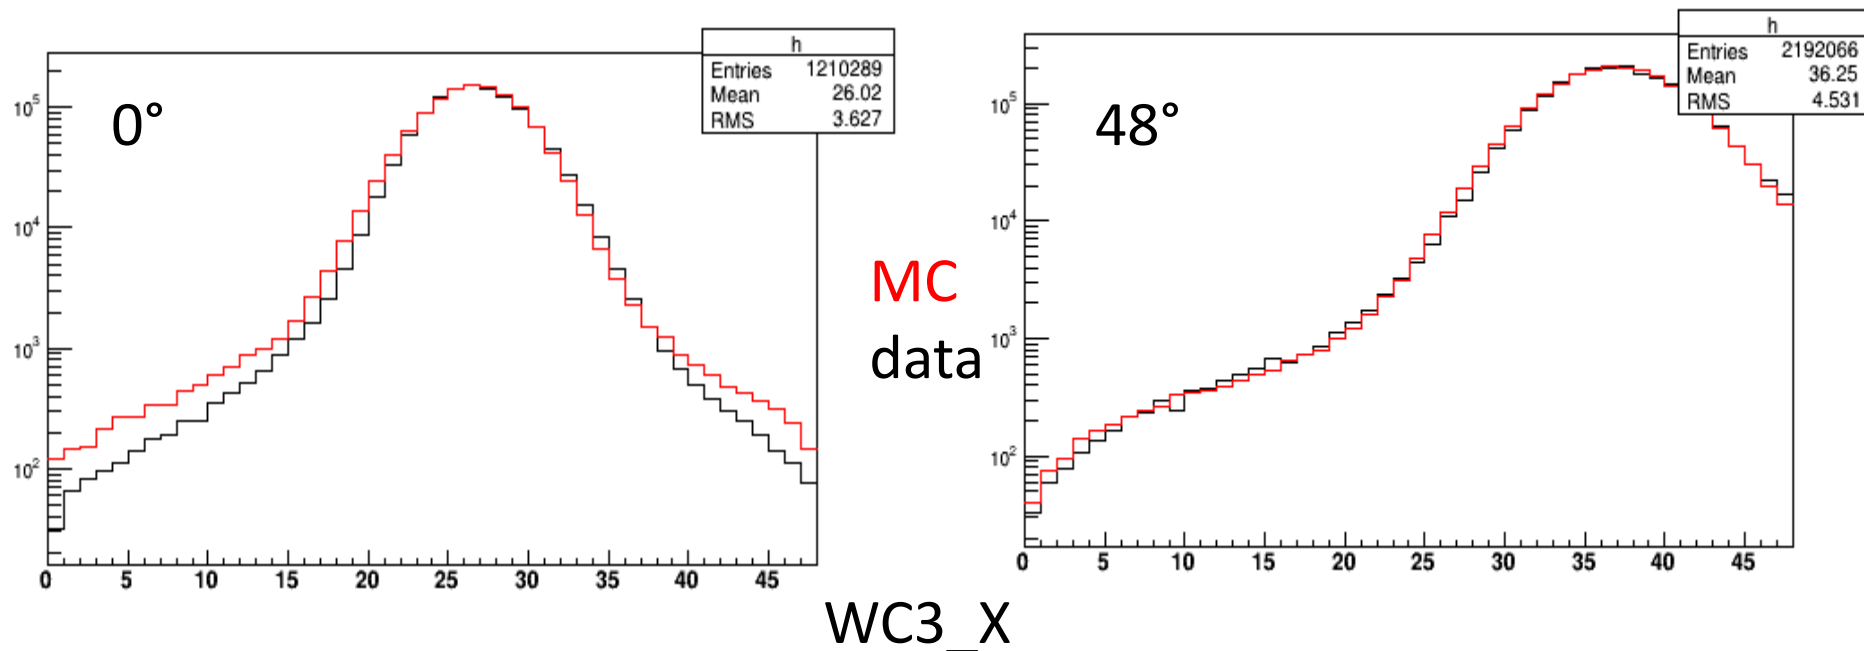 h
Entries 1210289
Mean 26.02
RMS 3.627
0°
10^5
10^4
10^3
10^2
0 5 10 15 20 25 30 35 40 45
MC
data
h
Entries 2192066
Mean 36.25
RMS 4.531
48°
10^5
10^4
10^3
10^2
0 5 10 15 20 25 30 35 40 45
WC3_X